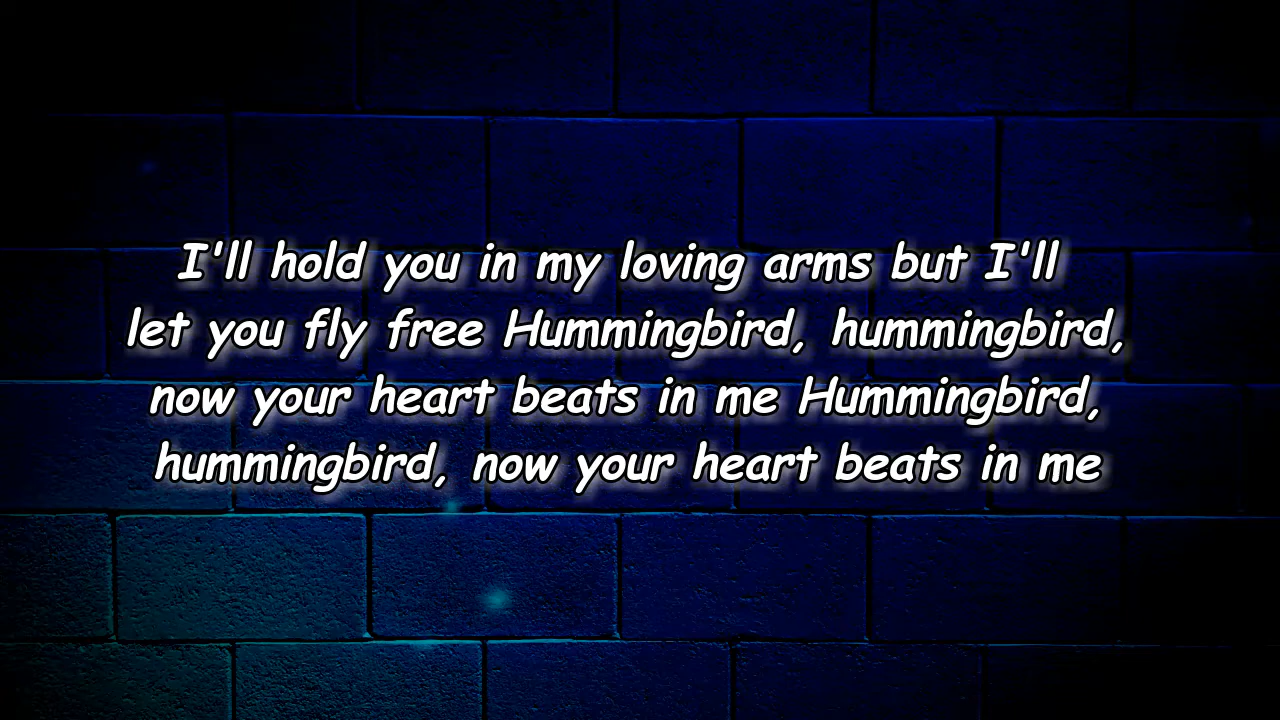 I'll hold you in my loving arms but I'll
let you fly free Hummingbird, hummingbird,
now your heart beats in me Hummingbird,
hummingbird, now your heart beats in me